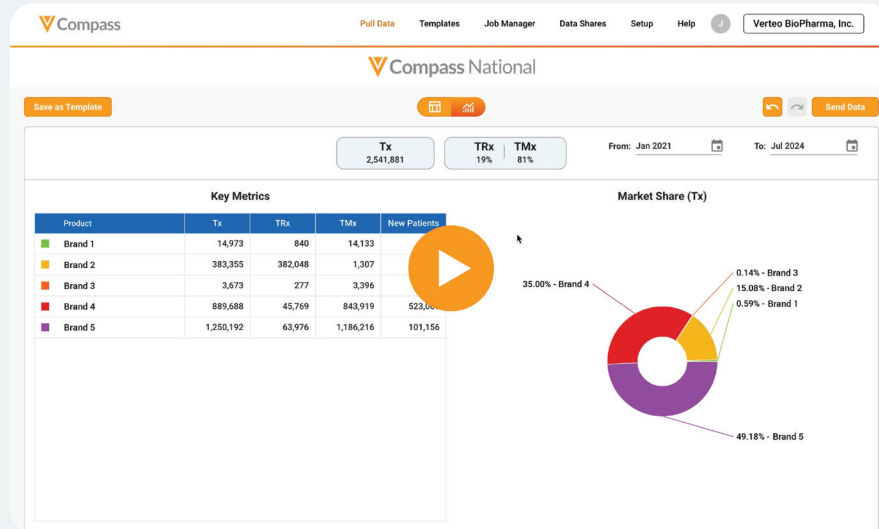 Compass
Pull Data Templates Job Manager Data Shares Setup Help J Verteo BioPharma, Inc.
Compass National
Save as Template
Send Data
Tx
2,541,881
TRx TMx
19% 81%
From: Jan 2021
To: Jul 2024
Key Metrics
Product Tx TRx TMx New Patients
Brand 1 14,973 840 14,133
Brand 2 383,355 382,048 1,307
Brand 3 3,673 277 3,396
Brand 4 889,688 45,769 843,919
Brand 5 1,250,192 63,976 1,186,216 101,156
Market Share (Tx)
0.14% - Brand 3
35.00% - Brand 4
15.08% - Brand 2
0.59% - Brand 1
49.18% - Brand 5